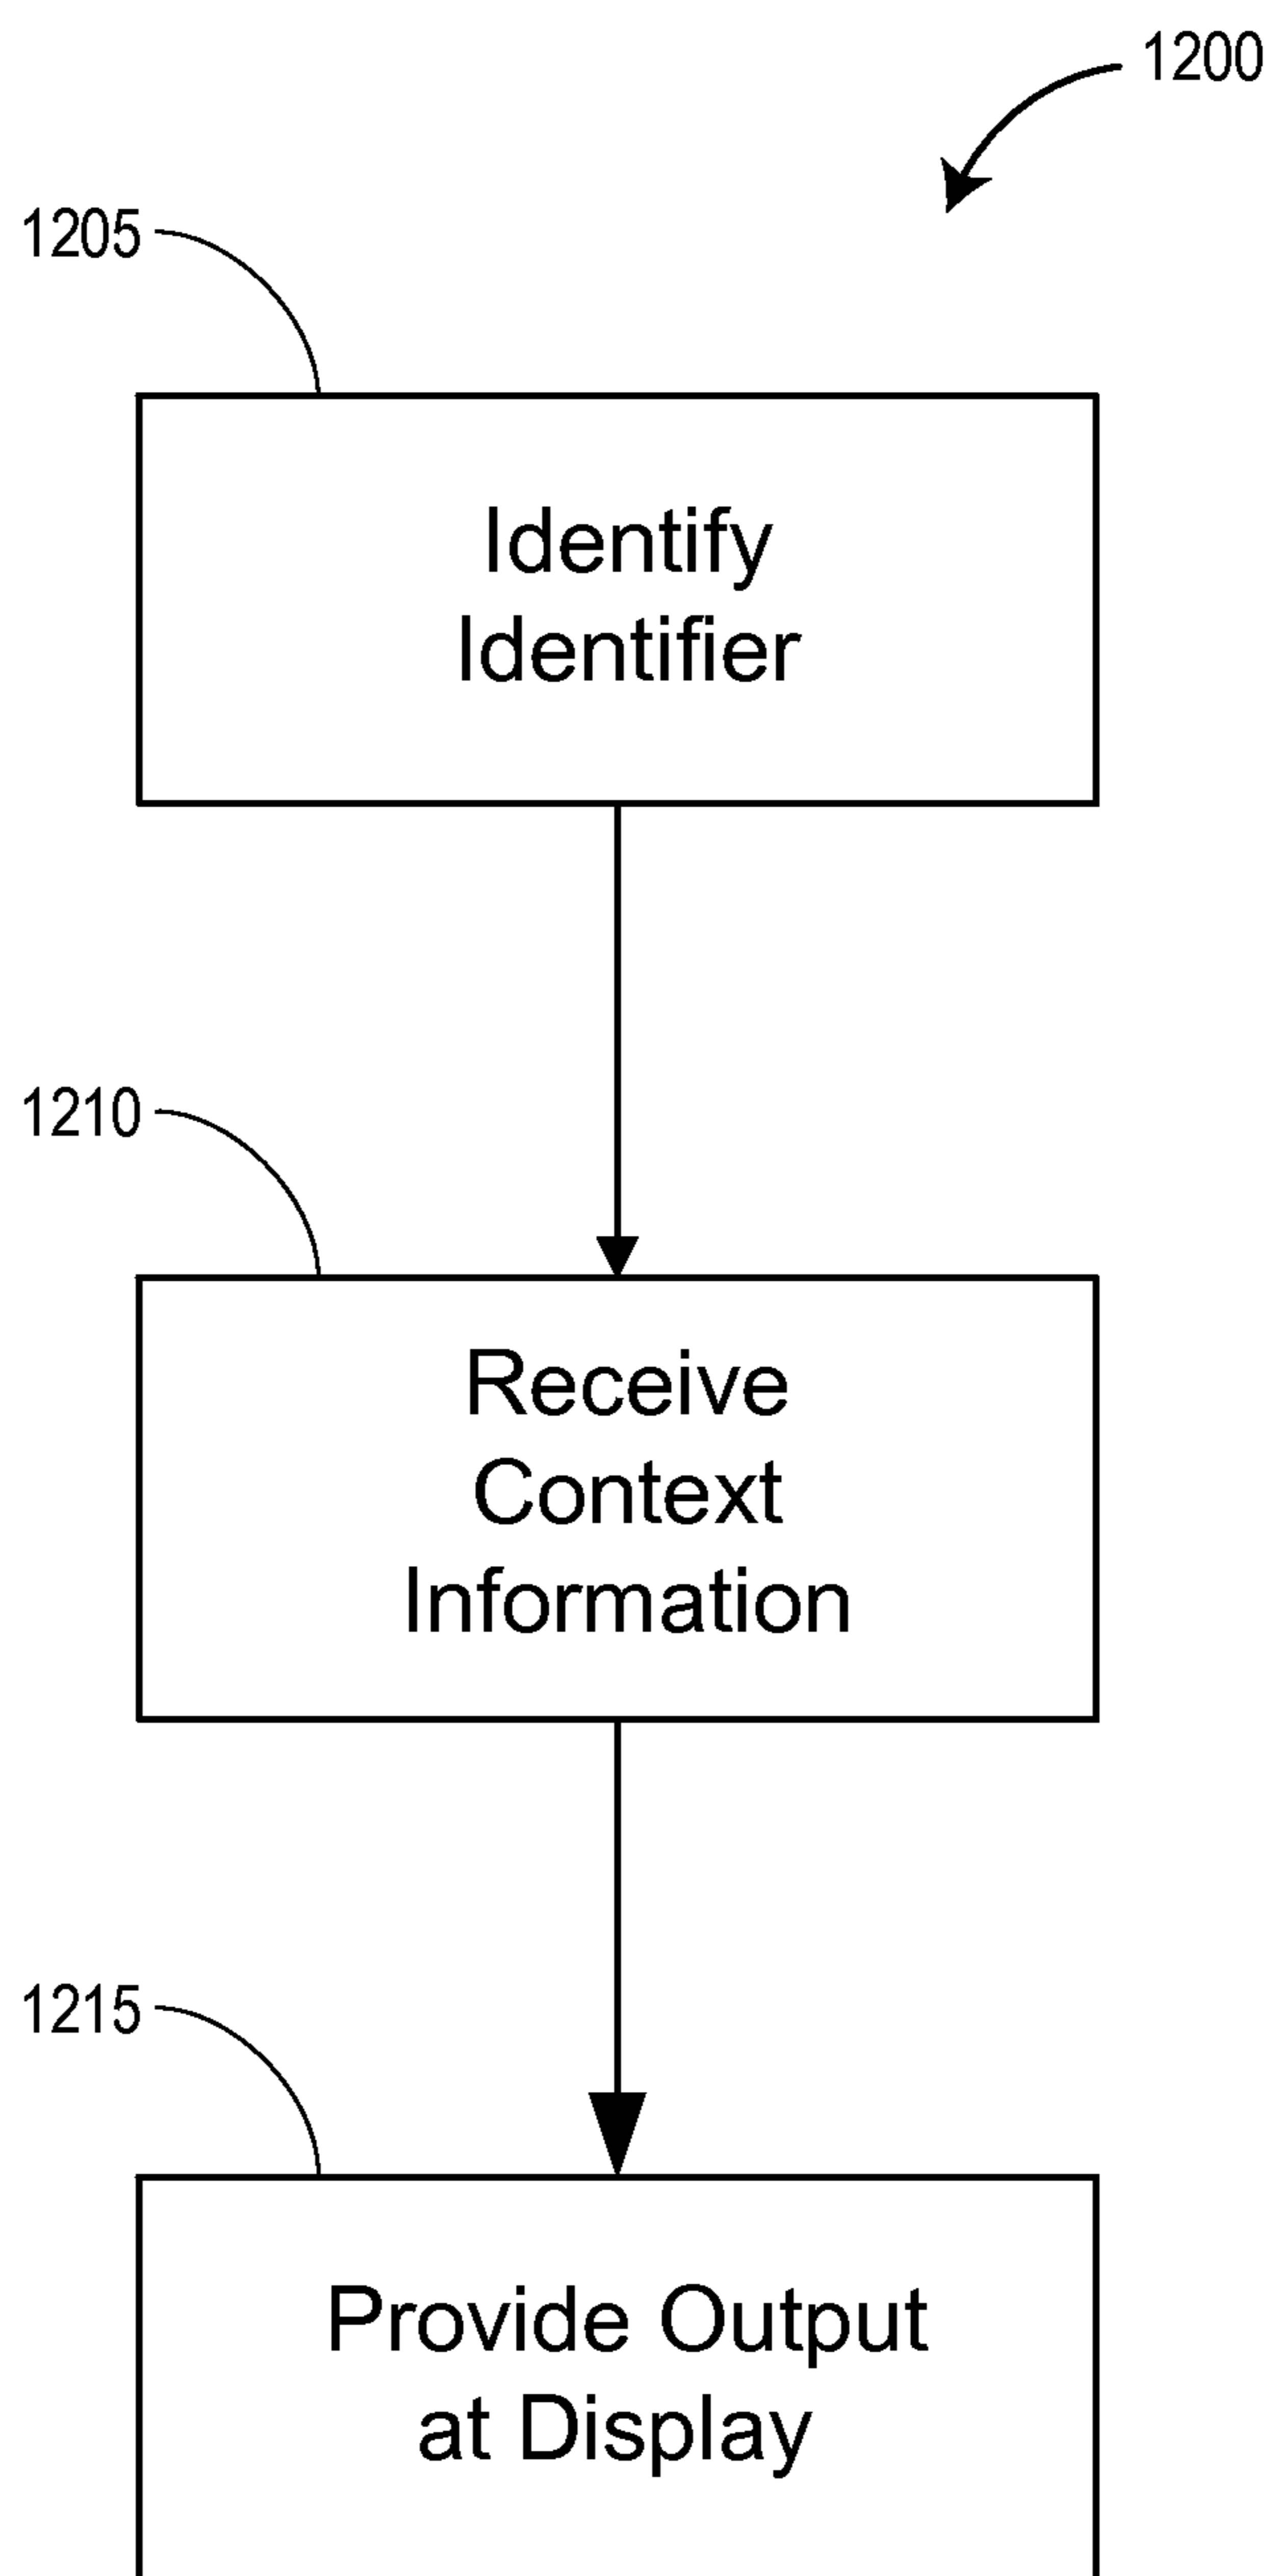 1200
1205
Identify
Identifier
1210
Receive
Context
Information
1215
Provide Output
at Display